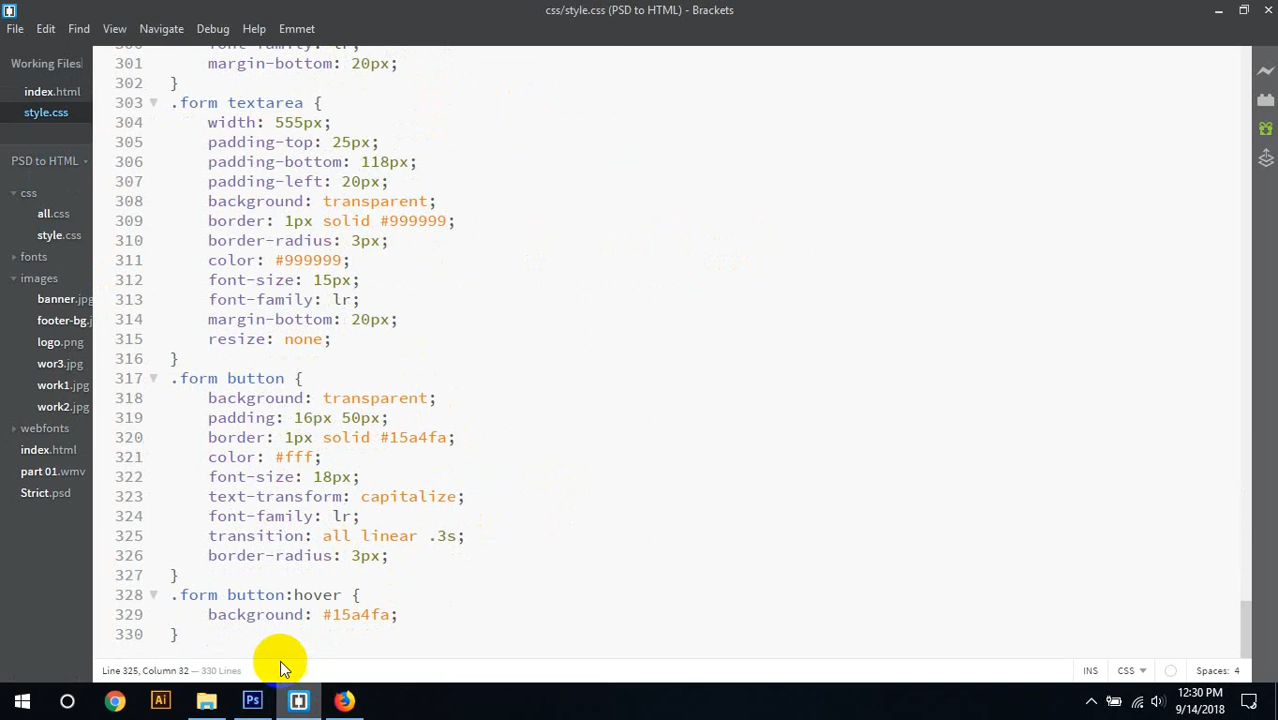 css/style.css (PSD to HTML) - Brackets
File Edit Find View Navigate Debug Help Emmet
Working Files
index.html
style.css
PSD to HTML
css
all.css
style.css
fonts
images
banner.jpg
footer-bg.j
logo.png
wor3.jpg
work1.jpg
work2.jpg
webfonts
index.html
part 01.wmv
Strict.psd
300 font-family: lr;
301 margin-bottom: 20px;
302 }
303 .form textarea {
304 width: 555px;
305 padding-top: 25px;
306 padding-bottom: 118px;
307 padding-left: 20px;
308 background: transparent;
309 border: 1px solid #999999;
310 border-radius: 3px;
311 color: #999999;
312 font-size: 15px;
313 font-family: lr;
314 margin-bottom: 20px;
315 resize: none;
316 }
317 .form button {
318 background: transparent;
319 padding: 16px 50px;
320 border: 1px solid #15a4fa;
321 color: #fff;
322 font-size: 18px;
323 text-transform: capitalize;
324 font-family: lr;
325 transition: all linear .3s;
326 border-radius: 3px;
327 }
328 .form button:hover {
329 background: #15a4fa;
330 }
Line 325, Column 32 — 330 Lines
INS CSS Spaces: 4
Ai Ps
12:30 PM
9/14/2018